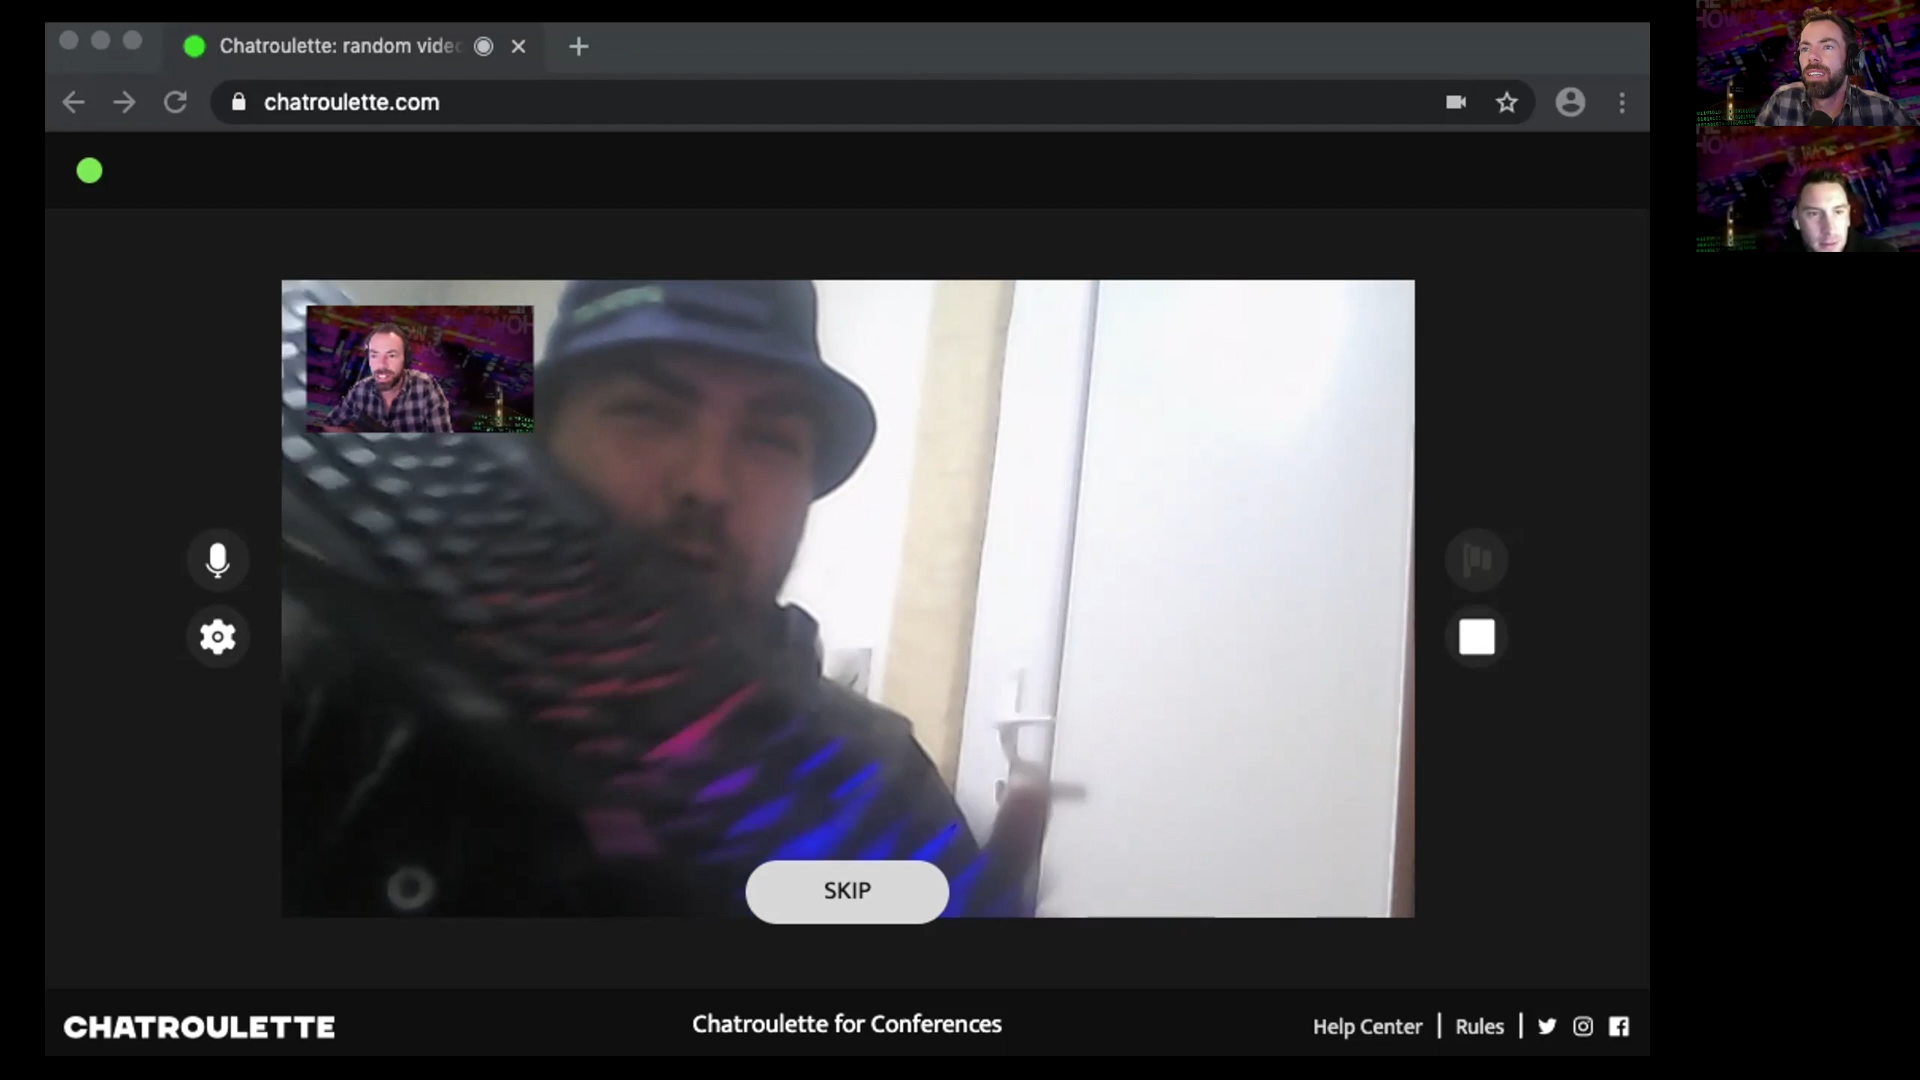 Chatroulette: random vide
chatroulette.com
SKIP
CHATROULETTE
Chatroulette for Conferences
Help Center | Rules |